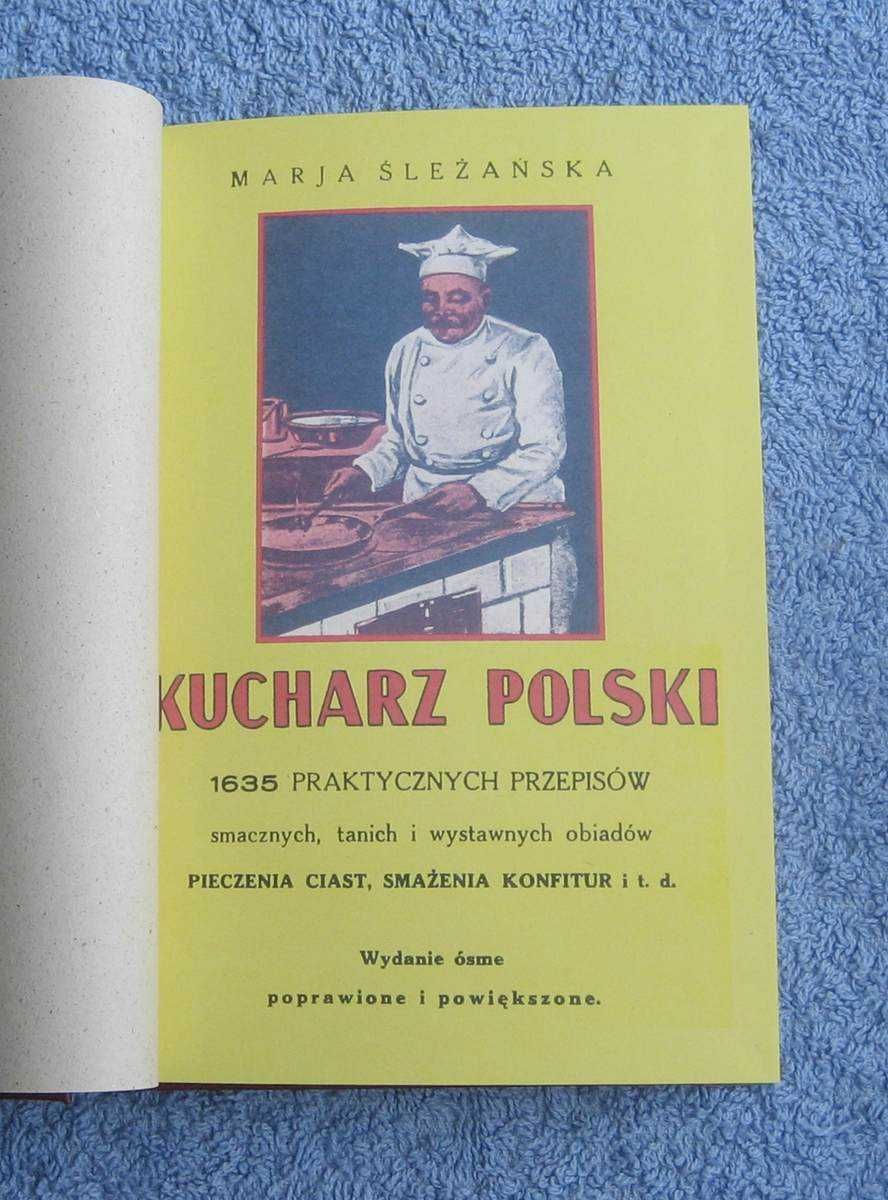 MARJA ŚLEŻAŃSKA
KUCHARZ POLSKI
1635 PRAKTYCZNYCH PRZEPISÓW
smacznych, tanich i wystawnych obiadów
PIECZENIA CIAST, SMAŻENIA KONFITUR i t. d.
Wydanie ósme
poprawione i powiększone.